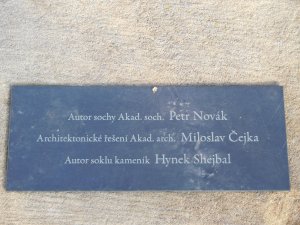 Autor sochy Akad. soch. Petr Novák
Architektonické řešení Akad. arch. Miloslav Čejka
Autor soklu kameník Hynek Shejbal